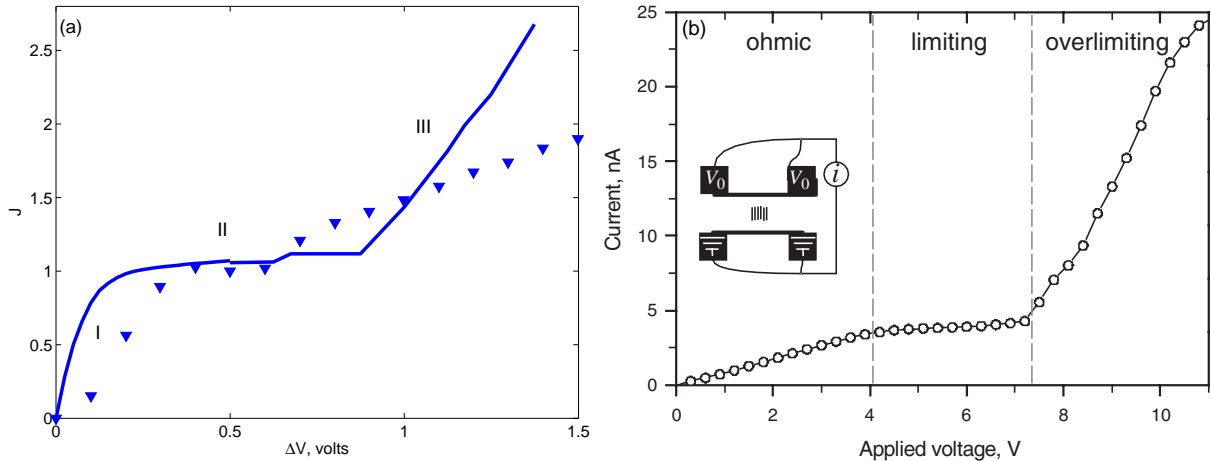 (a)
2.5
2
1.5
1
0.5
0
J
I
II
III
0
0.5
1
1.5
ΔV, volts
(b)
ohmic
limiting
overlimiting
25
20
15
10
5
0
Current, nA
V₀
V₀
i
0
2
4
6
8
10
Applied voltage, V